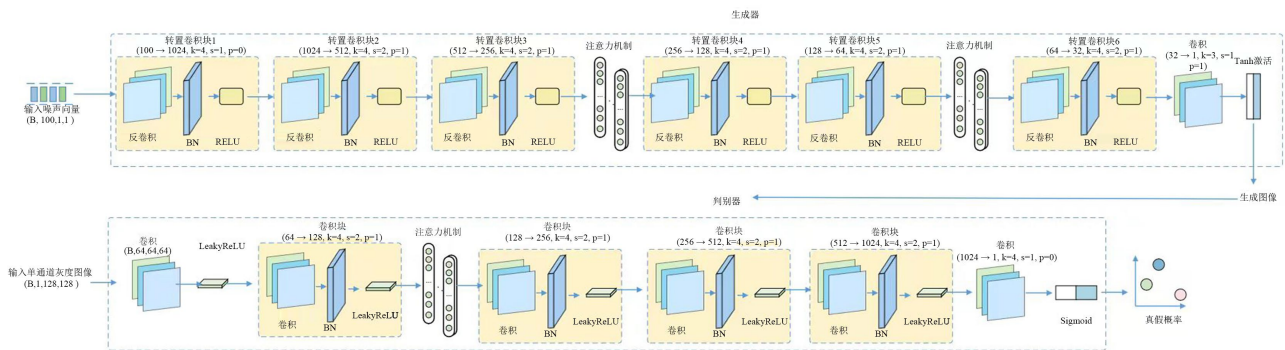 生成器
转置卷积块1
(100 → 1024, k=4, s=1, p=0)
转置卷积块2
(1024 → 512, k=4, s=2, p=1)
转置卷积块3
(512 → 256, k=4, s=2, p=1)
注意力机制
转置卷积块4
(256 → 128, k=4, s=2, p=1)
转置卷积块5
(128 → 64, k=4, s=2, p=1)
注意力机制
转置卷积块6
(64 → 32, k=4, s=2, p=1)
卷积
(32 → 1, k=3, s=1
p=1)
Tanh激活
输入噪声向量
(B, 100,1,1 )
反卷积
BN
RELU
反卷积
BN
RELU
反卷积
BN
RELU
反卷积
BN
RELU
反卷积
BN
RELU
反卷积
BN
RELU
生成图像
判别器
输入单通道灰度图像
(B,1,128,128 )
卷积
(B,64,64,64)
LeakyReLU
卷积块
(64 → 128, k=4, s=2, p=1)
卷积
BN
LeakyReLU
注意力机制
卷积块
(128 → 256, k=4, s=2, p=1)
卷积
BN
LeakyReLU
卷积块
(256 → 512, k=4, s=2, p=1)
卷积
BN
LeakyReLU
卷积块
(512 → 1024, k=4, s=2, p=1)
卷积
BN
LeakyReLU
卷积
(1024 → 1, k=4, s=1, p=0)
Sigmoid
真假概率